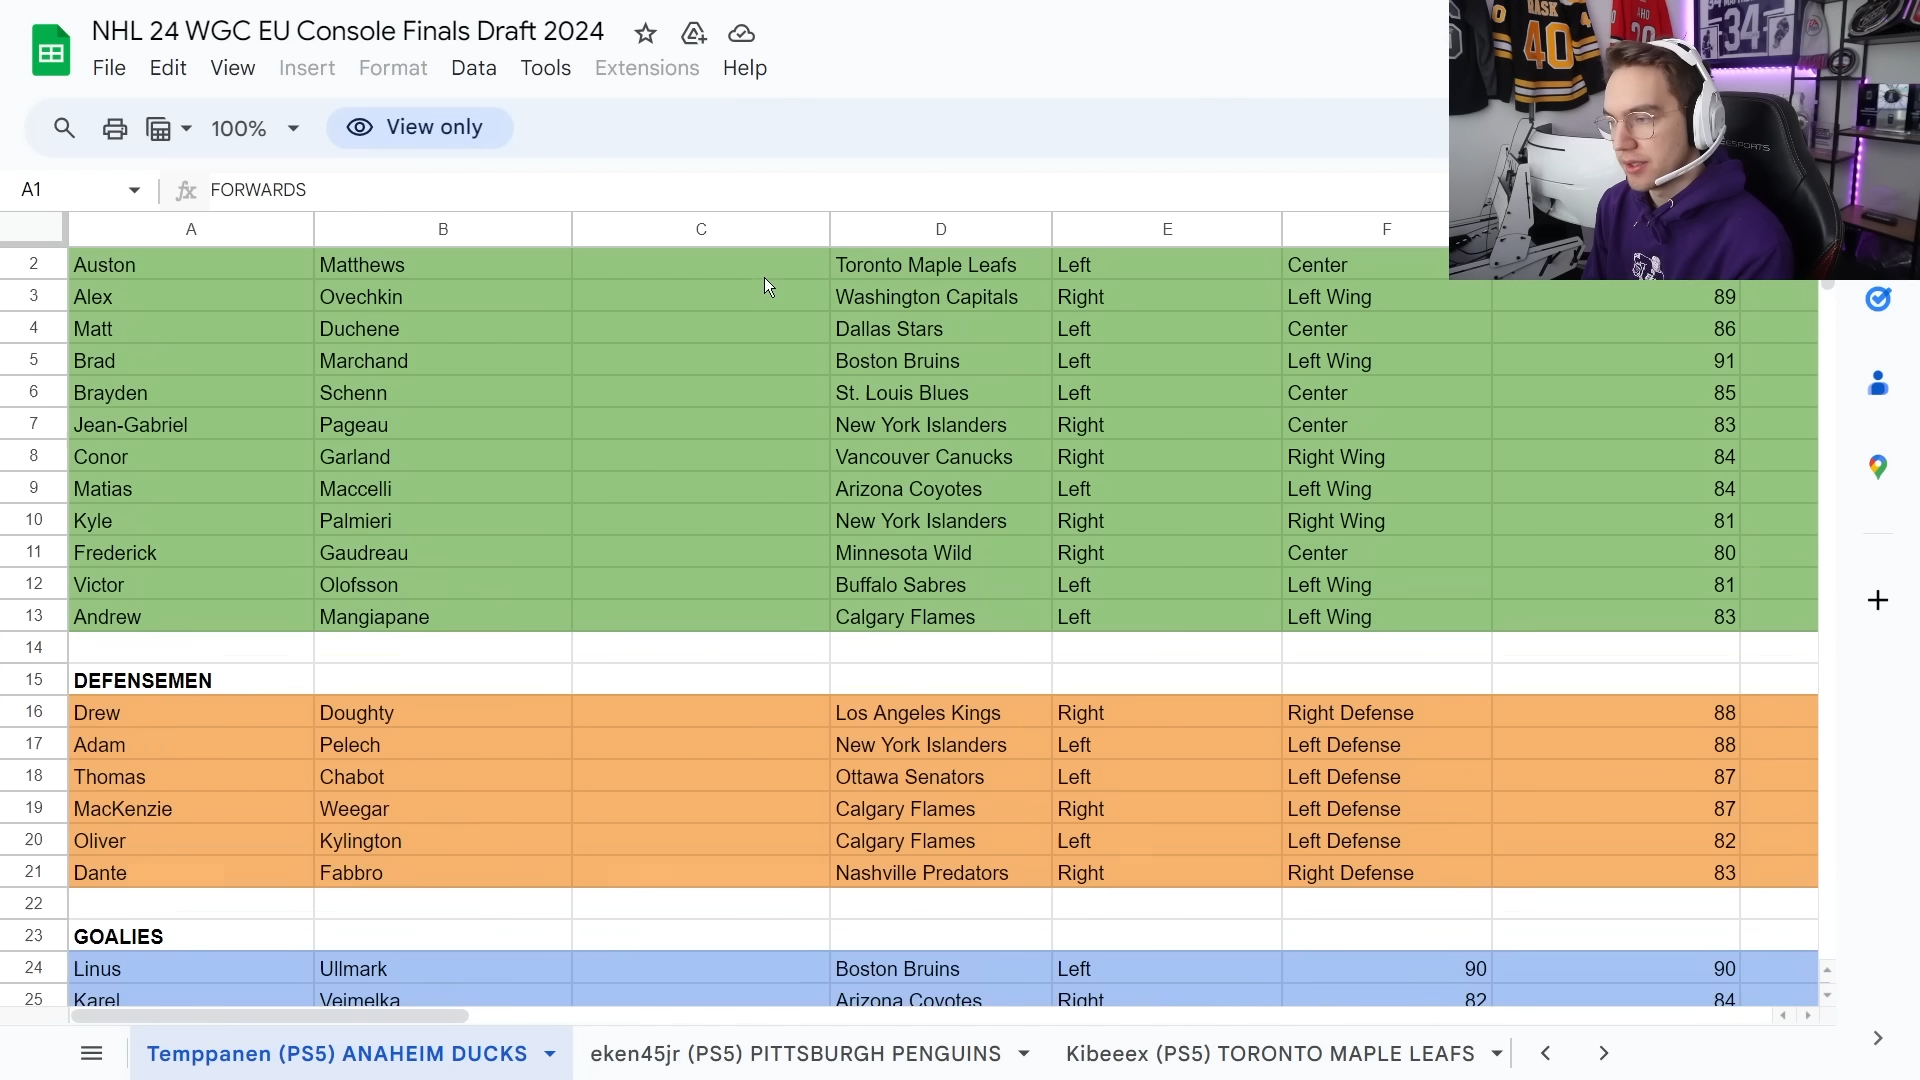 NHL 24 WGC EU Console Finals Draft 2024
File Edit View Insert Format Data Tools Extensions Help
100% View only
A1 FORWARDS
A B C D E F
2 Auston Matthews Toronto Maple Leafs Left Center
3 Alex Ovechkin Washington Capitals Right Left Wing 89
4 Matt Duchene Dallas Stars Left Center 86
5 Brad Marchand Boston Bruins Left Left Wing 91
6 Brayden Schenn St. Louis Blues Left Center 85
7 Jean-Gabriel Pageau New York Islanders Right Center 83
8 Conor Garland Vancouver Canucks Right Right Wing 84
9 Matias Maccelli Arizona Coyotes Left Left Wing 84
10 Kyle Palmieri New York Islanders Right Right Wing 81
11 Frederick Gaudreau Minnesota Wild Right Center 80
12 Victor Olofsson Buffalo Sabres Left Left Wing 81
13 Andrew Mangiapane Calgary Flames Left Left Wing 83
14
15 DEFENSEMEN
16 Drew Doughty Los Angeles Kings Right Right Defense 88
17 Adam Pelech New York Islanders Left Left Defense 88
18 Thomas Chabot Ottawa Senators Left Left Defense 87
19 MacKenzie Weegar Calgary Flames Right Left Defense 87
20 Oliver Kylington Calgary Flames Left Left Defense 82
21 Dante Fabbro Nashville Predators Right Right Defense 83
22
23 GOALIES
24 Linus Ullmark Boston Bruins Left 90 90
25 Karel Vejmelka Arizona Coyotes Right 82 84
Temppanen (PS5) ANAHEIM DUCKS eken45jr (PS5) PITTSBURGH PENGUINS Kibeeex (PS5) TORONTO MAPLE LEAFS
RASK
40
AHO
20
34